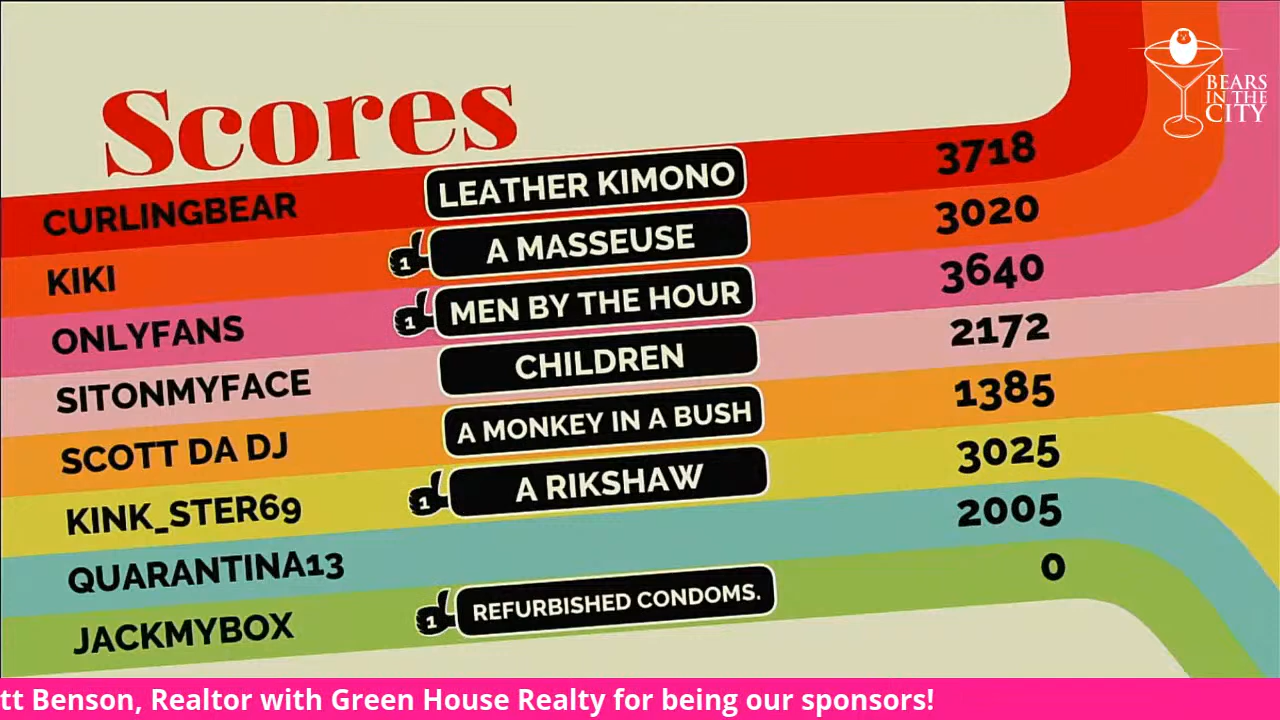 Scores
BEARS
IN THE
CITY
CURLINGBEAR LEATHER KIMONO 3718
KIKI 1 A MASSEUSE 3020
ONLYFANS 1 MEN BY THE HOUR 3640
SITONMYFACE CHILDREN 2172
SCOTT DA DJ A MONKEY IN A BUSH 1385
KINK_STER69 1 A RIKSHAW 3025
QUARANTINA13 2005
JACKMYBOX 1 REFURBISHED CONDOMS. 0
tt Benson, Realtor with Green House Realty for being our sponsors!